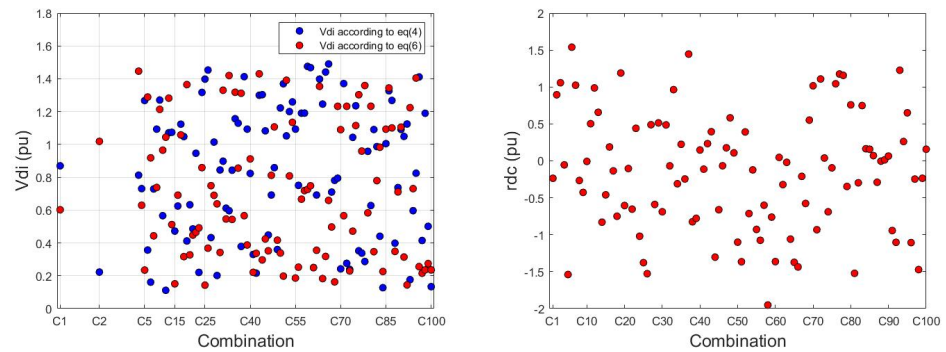 1.8
1.6
1.4
1.2
1
0.8
0.6
0.4
0.2
0
Vdi (pu)
Vdi according to eq(4)
Vdi according to eq(6)
C1 C2 C5 C15 C25 C40 C55 C70 C85 C100
Combination
2
1.5
1
0.5
0
-0.5
-1
-1.5
-2
rdc (pu)
C1 C10 C20 C30 C40 C50 C60 C70 C80 C90 C100
Combination